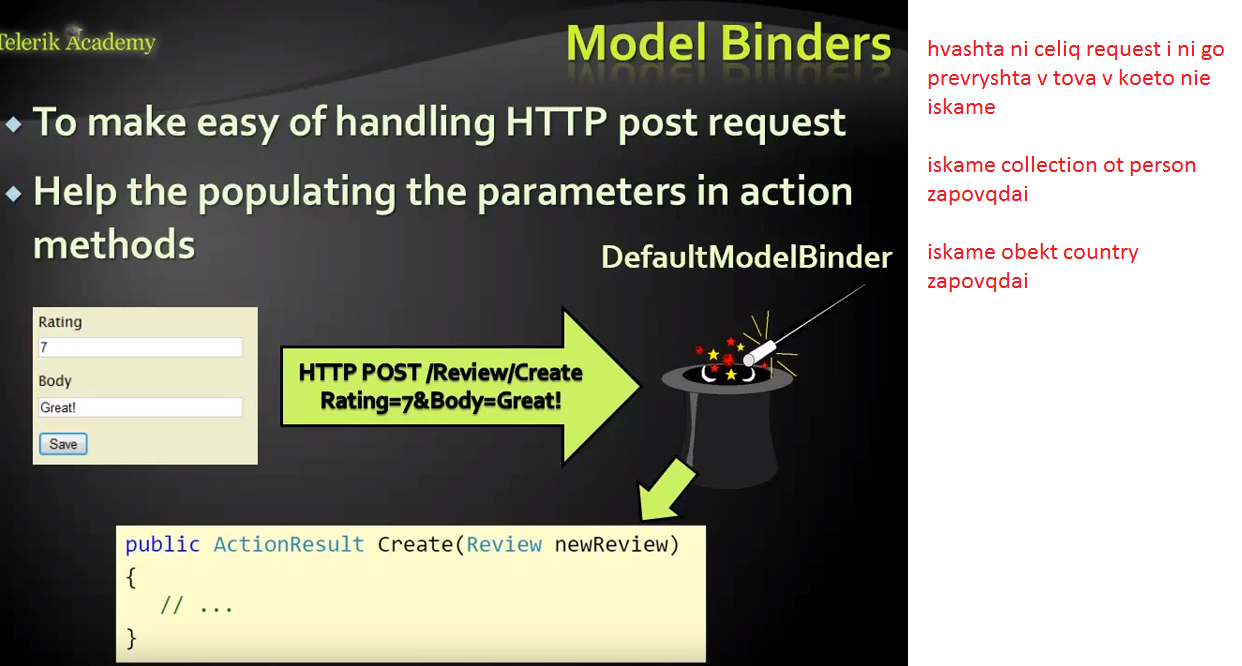 Telerik Academy
Model Binders
To make easy of handling HTTP post request
Help the populating the parameters in action
methods
DefaultModelBinder
Rating
7
Body
Great!
Save
HTTP POST /Review/Create
Rating=7&Body=Great!
public ActionResult Create(Review newReview)
{
// ...
}
hvashta ni celiq request i ni go
prevryshta v tova v koeto nie
iskame
iskame collection ot person
zapovqdai
iskame obekt country
zapovqdai